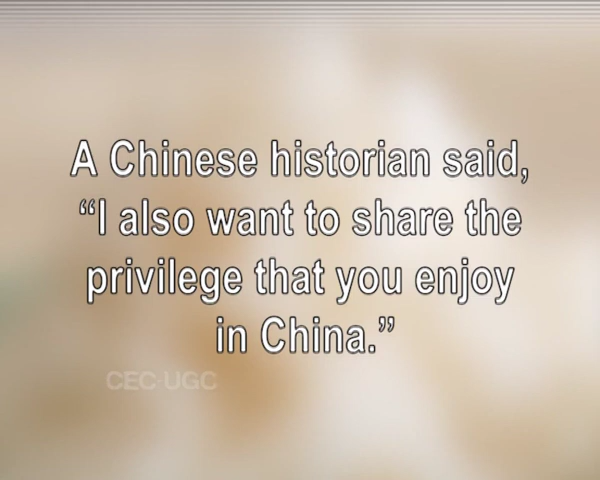 A Chinese historian said,
“I also want to share the
privilege that you enjoy
in China.”
CEC-UGC